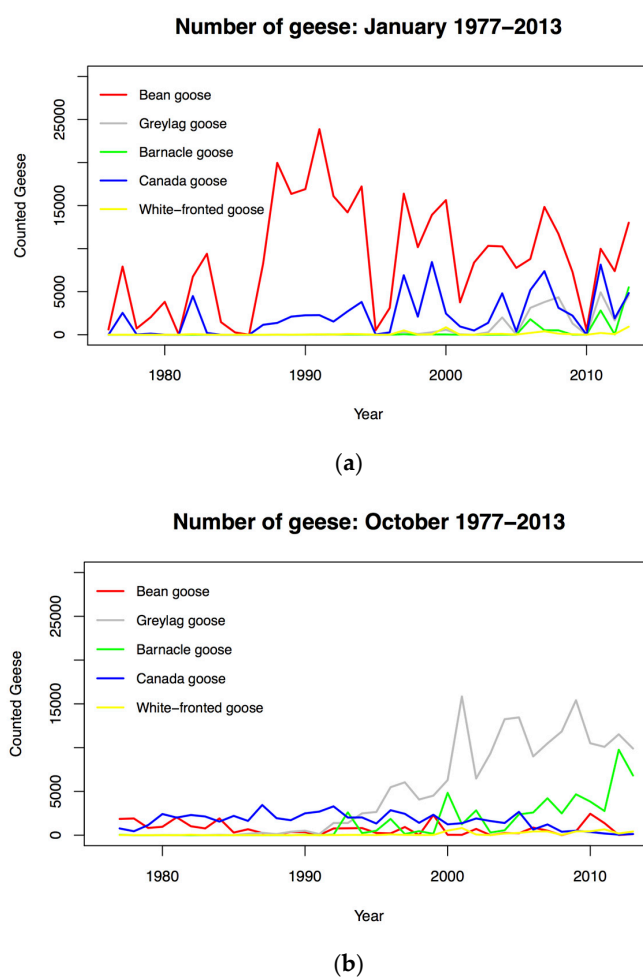 Number of geese: January 1977−2013
Bean goose
Greylag goose
Barnacle goose
Canada goose
White−fronted goose
Counted Geese
0
5000
15000
25000
1980
1990
2000
2010
Year
(a)
Number of geese: October 1977−2013
Bean goose
Greylag goose
Barnacle goose
Canada goose
White−fronted goose
Counted Geese
0
5000
15000
25000
1980
1990
2000
2010
Year
(b)